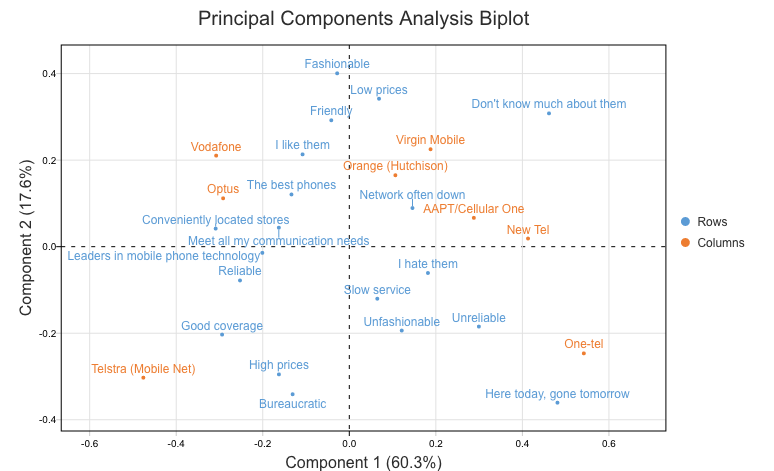 Principal Components Analysis Biplot
Fashionable
0.4
Low prices
Don't know much about them
Friendly
Virgin Mobile
Vodafone
I like them
0.2
Orange (Hutchison)
Optus
The best phones
Network often down
AAPT/Cellular One
Conveniently located stores
New Tel
Rows
Meet all my communication needs
0.0
Columns
Leaders in mobile phone technology
I hate them
Reliable
Slow service
Good coverage
Unfashionable
Unreliable
-0.2
One-tel
Telstra (Mobile Net)
High prices
Here today, gone tomorrow
Bureaucratic
-0.4
Component 2 (17.6%)
-0.6
-0.4
-0.2
0.0
0.2
0.4
0.6
Component 1 (60.3%)